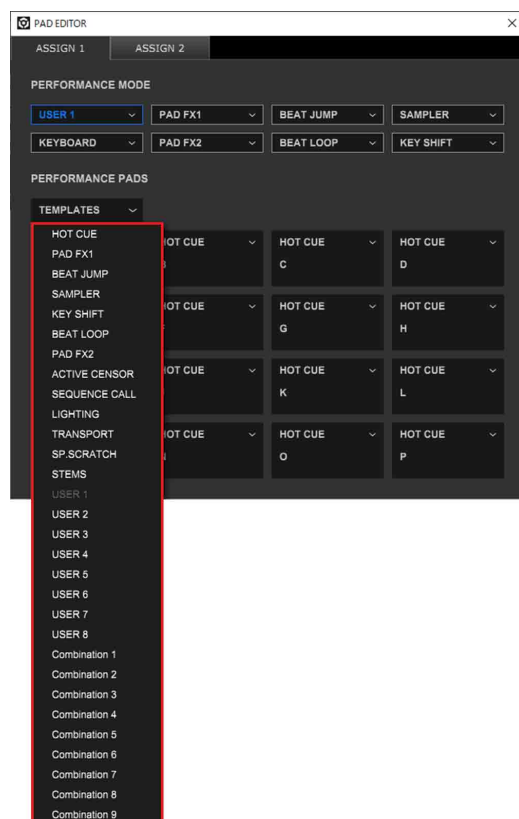 PAD EDITOR
ASSIGN 1 ASSIGN 2
PERFORMANCE MODE
USER 1 PAD FX1 BEAT JUMP SAMPLER
KEYBOARD PAD FX2 BEAT LOOP KEY SHIFT
PERFORMANCE PADS
TEMPLATES
HOT CUE
PAD FX1
BEAT JUMP
SAMPLER
KEY SHIFT
BEAT LOOP
PAD FX2
ACTIVE CENSOR
SEQUENCE CALL
LIGHTING
TRANSPORT
SP.SCRATCH
STEMS
USER 1
USER 2
USER 3
USER 4
USER 5
USER 6
USER 7
USER 8
Combination 1
Combination 2
Combination 3
Combination 4
Combination 5
Combination 6
Combination 7
Combination 8
Combination 9
HOT CUE HOT CUE HOT CUE
C D
HOT CUE HOT CUE HOT CUE
G H
HOT CUE HOT CUE HOT CUE
K L
HOT CUE HOT CUE HOT CUE
O P